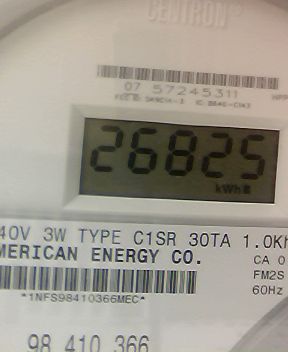 CENTRON®
07 57245311
26825
kWh
40V 3W TYPE C1SR 30TA 1.0Kh
MERICAN ENERGY CO.
CA 0
FM2S
*1NFS98410366MEC*
60Hz
98 410 366